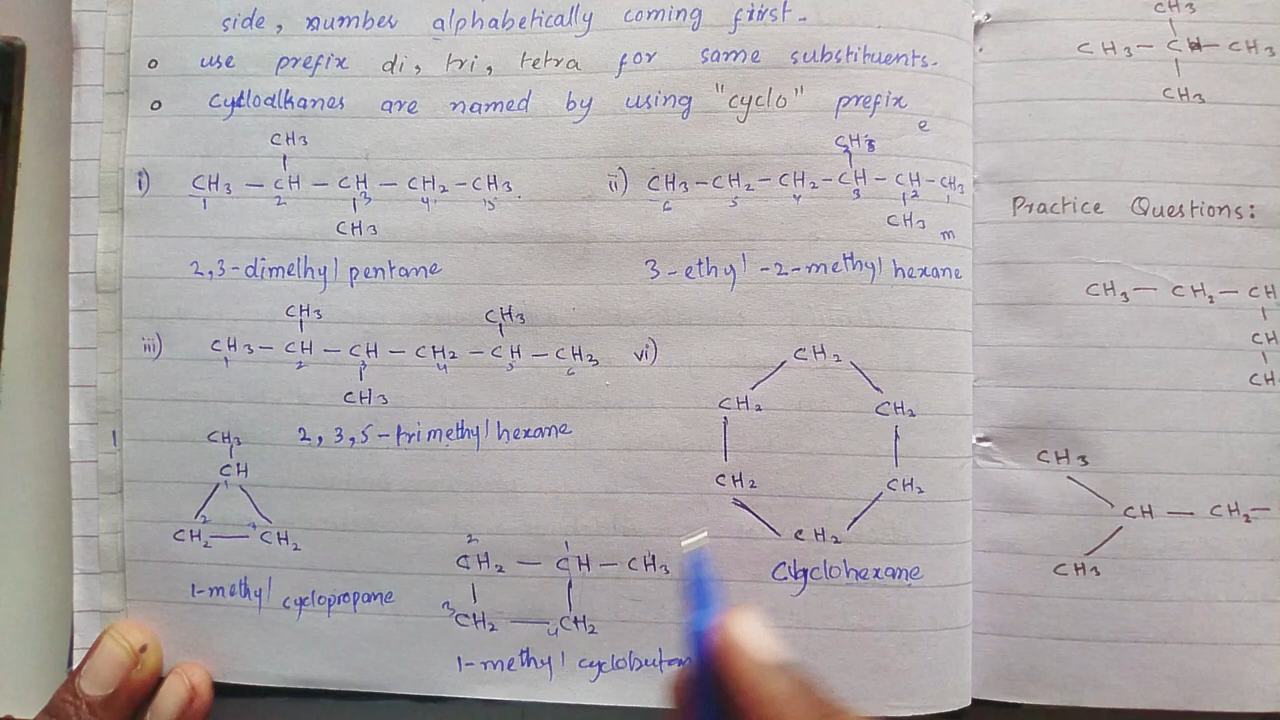 side, number alphabetically coming first.
o use prefix di, tri, tetra for same substituents.
o cycloalkanes are named by using "cyclo" prefix
e
CH3 CH3
i) CH3 — CH — CH — CH2 — CH3. ii) CH3 — CH2 — CH2 — CH — CH — CH3
1 2 3 4 5 6 5 4 3 2 1
CH3 CH3 m
2,3-dimethyl pentane 3-ethyl-2-methyl hexane
CH3 CH3
iii) CH3 — CH — CH — CH2 — CH — CH3 vi) CH2
1 2 3 4 5 6
CH3 CH2 CH2
2, 3, 5-trimethyl hexane
CH3
CH
1
CH2 CH2
2
CH2 — CH2
CH2
2 1
CH2 — CH — CH3
3CH2 — 4CH2
cyclohexane
1-methyl cyclopropane
1-methyl cyclobutan
CH3
CH3 — CH — CH3
CH3
Practice Questions:
CH3 — CH2 — CH
CH
CH
CH3
CH — CH2 —
CH3